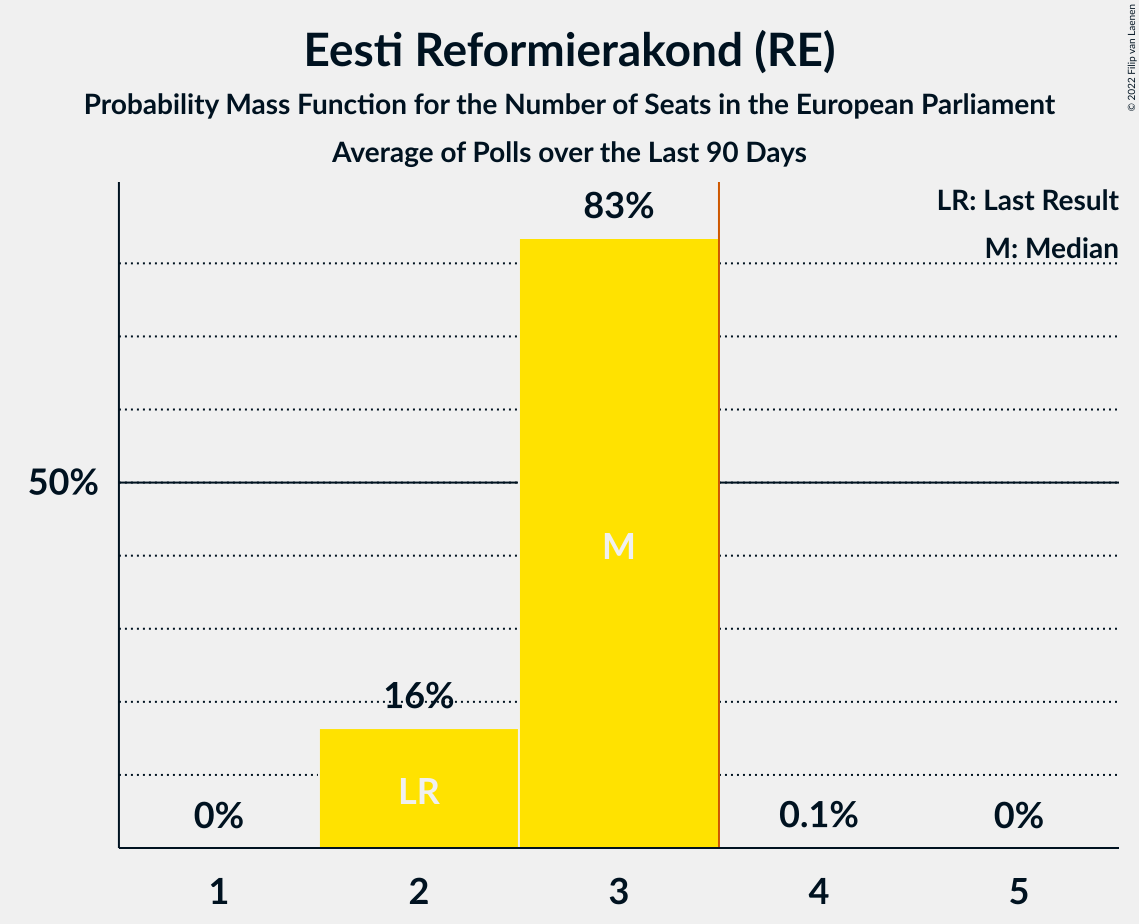 Eesti Reformierakond (RE)
Probability Mass Function for the Number of Seats in the European Parliament
Average of Polls over the Last 90 Days
© 2022 Filip van Laenen
LR: Last Result
M: Median
83%
50%
M
16%
LR
0%
0.1%
0%
1 2 3 4 5